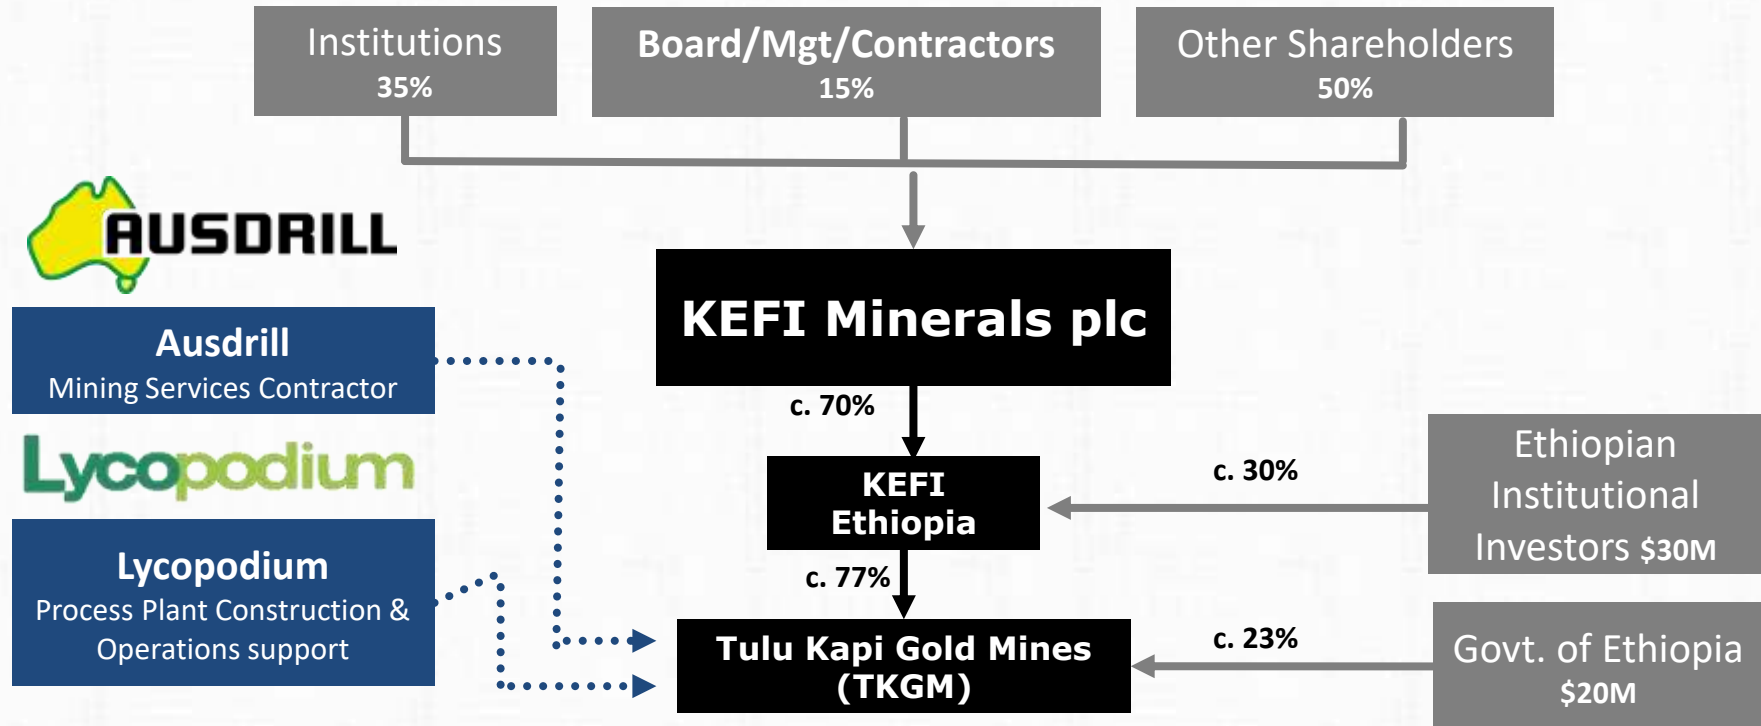 Institutions
35%
Board/Mgt/Contractors
15%
Other Shareholders
50%
AUSDRILL
Ausdrill
Mining Services Contractor
Lycopodium
Lycopodium
Process Plant Construction &
Operations support
KEFI Minerals plc
c. 70%
KEFI
Ethiopia
c. 30%
Ethiopian
Institutional
Investors $30M
c. 77%
Tulu Kapi Gold Mines
(TKGM)
c. 23%
Govt. of Ethiopia
$20M